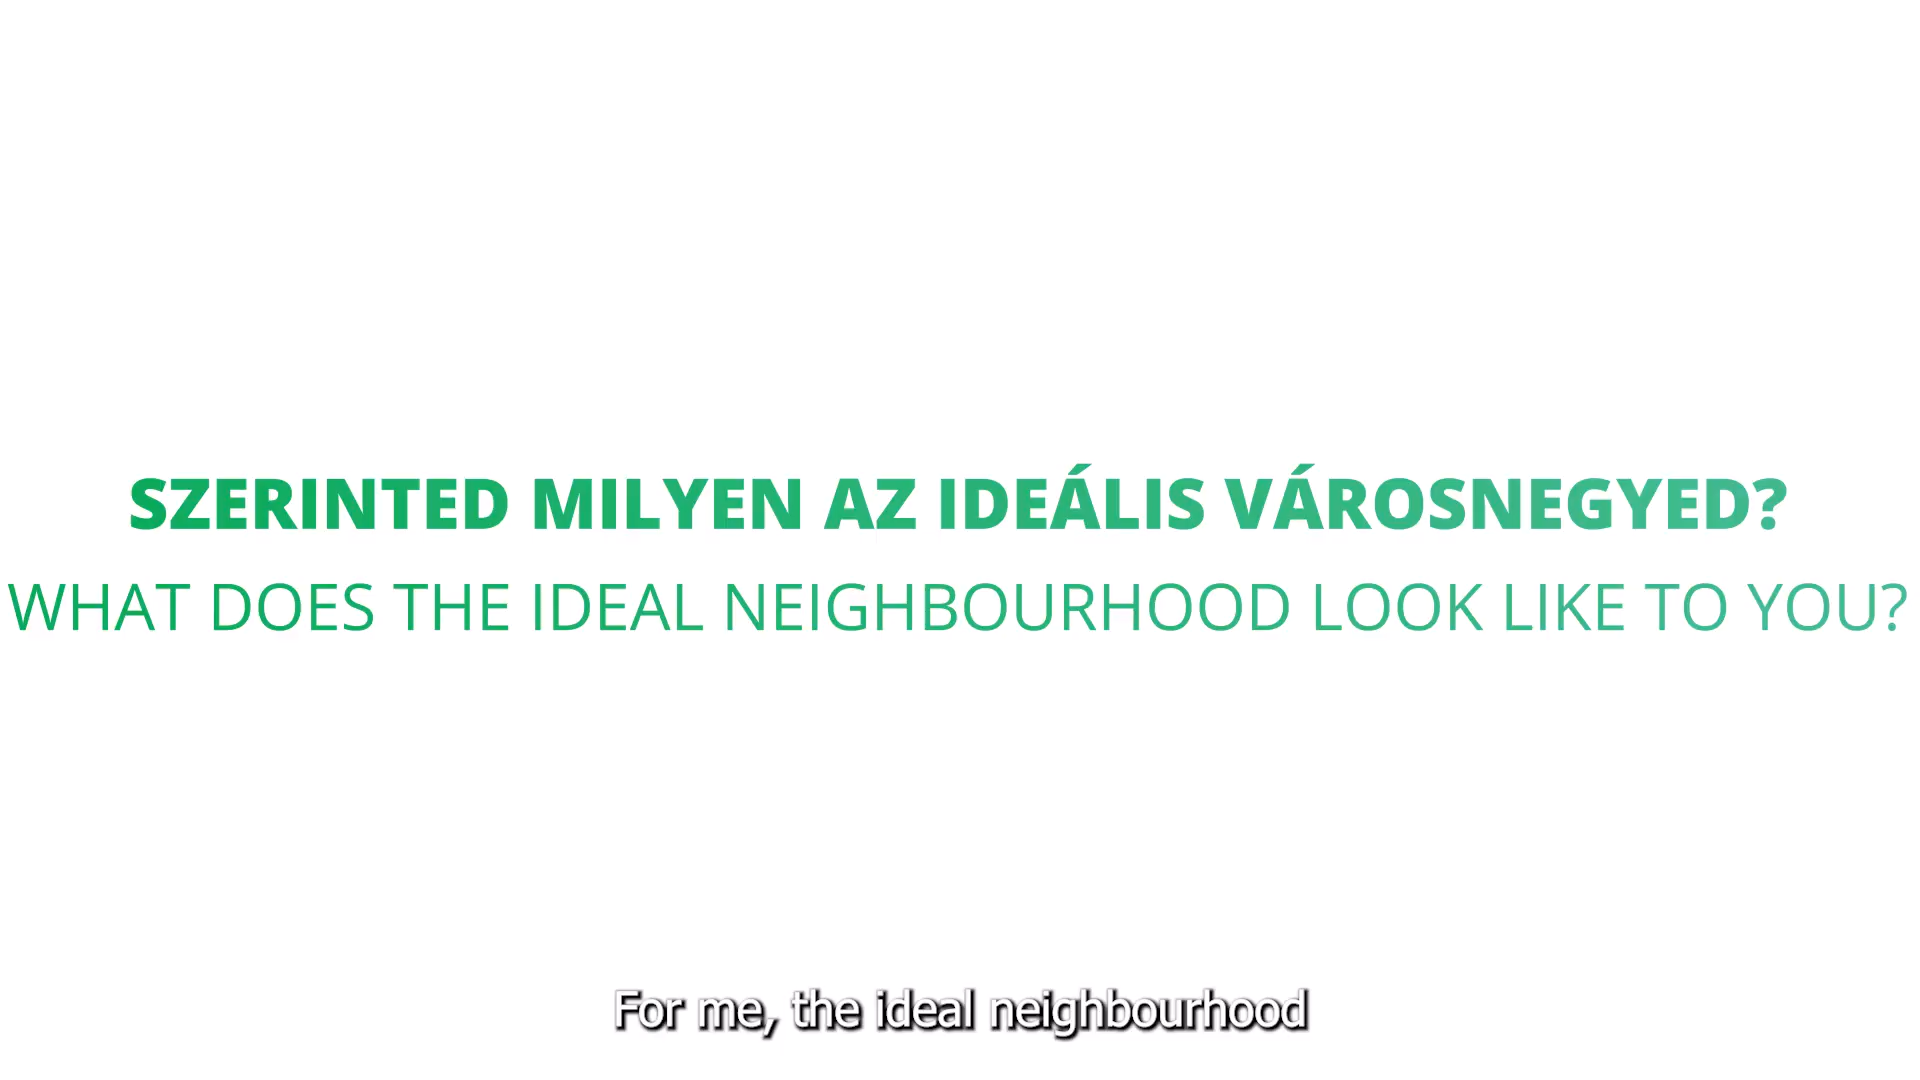 SZERINTED MILYEN AZ IDEÁLIS VÁROSNEGYED?
WHAT DOES THE IDEAL NEIGHBOURHOOD LOOK LIKE TO YOU?
For me, the ideal neighbourhood